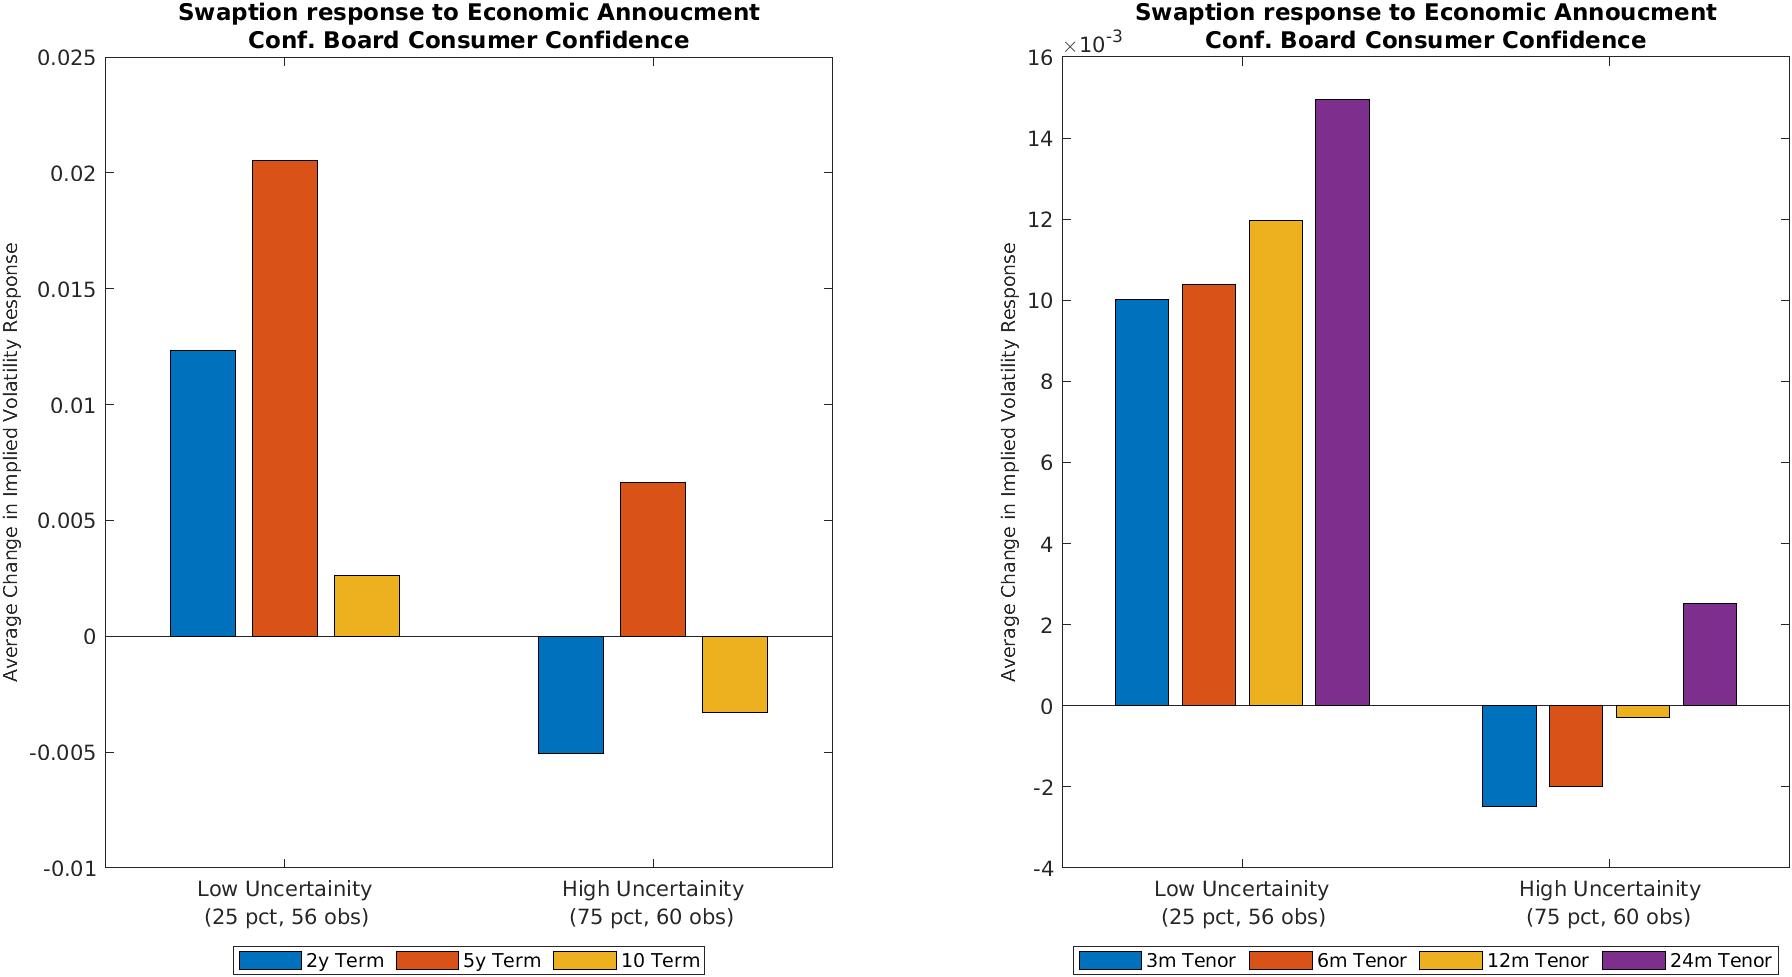 Swaption response to Economic Annoucment
Conf. Board Consumer Confidence
0.025
0.02
0.015
0.01
0.005
0
-0.005
-0.01
Average Change in Implied Volatility Response
Low Uncertainity
(25 pct, 56 obs)
High Uncertainity
(75 pct, 60 obs)
2y Term 5y Term 10 Term
Swaption response to Economic Annoucment
Conf. Board Consumer Confidence
×10-3
16
14
12
10
8
6
4
2
0
-2
-4
Average Change in Implied Volatility Response
Low Uncertainity
(25 pct, 56 obs)
High Uncertainity
(75 pct, 60 obs)
3m Tenor 6m Tenor 12m Tenor 24m Tenor